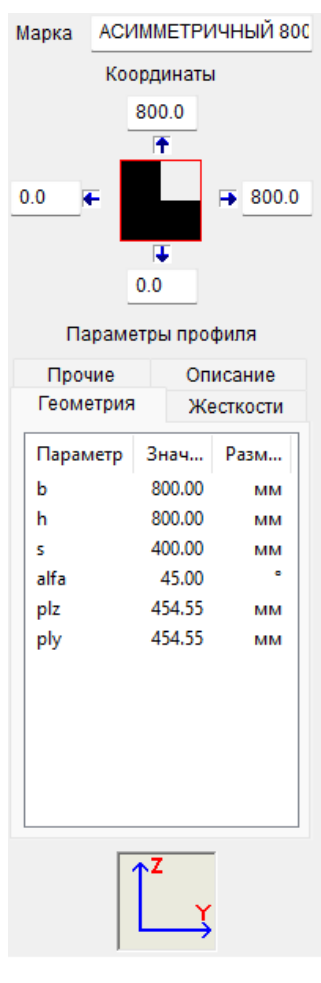 Марка АСИММЕТРИЧНЫЙ 800
Координаты
800.0
0.0 800.0
0.0
Параметры профиля
Прочие Описание
Геометрия Жесткости
Параметр Знач... Разм...
b 800.00 мм
h 800.00 мм
s 400.00 мм
alfa 45.00 °
plz 454.55 мм
ply 454.55 мм
Z
Y